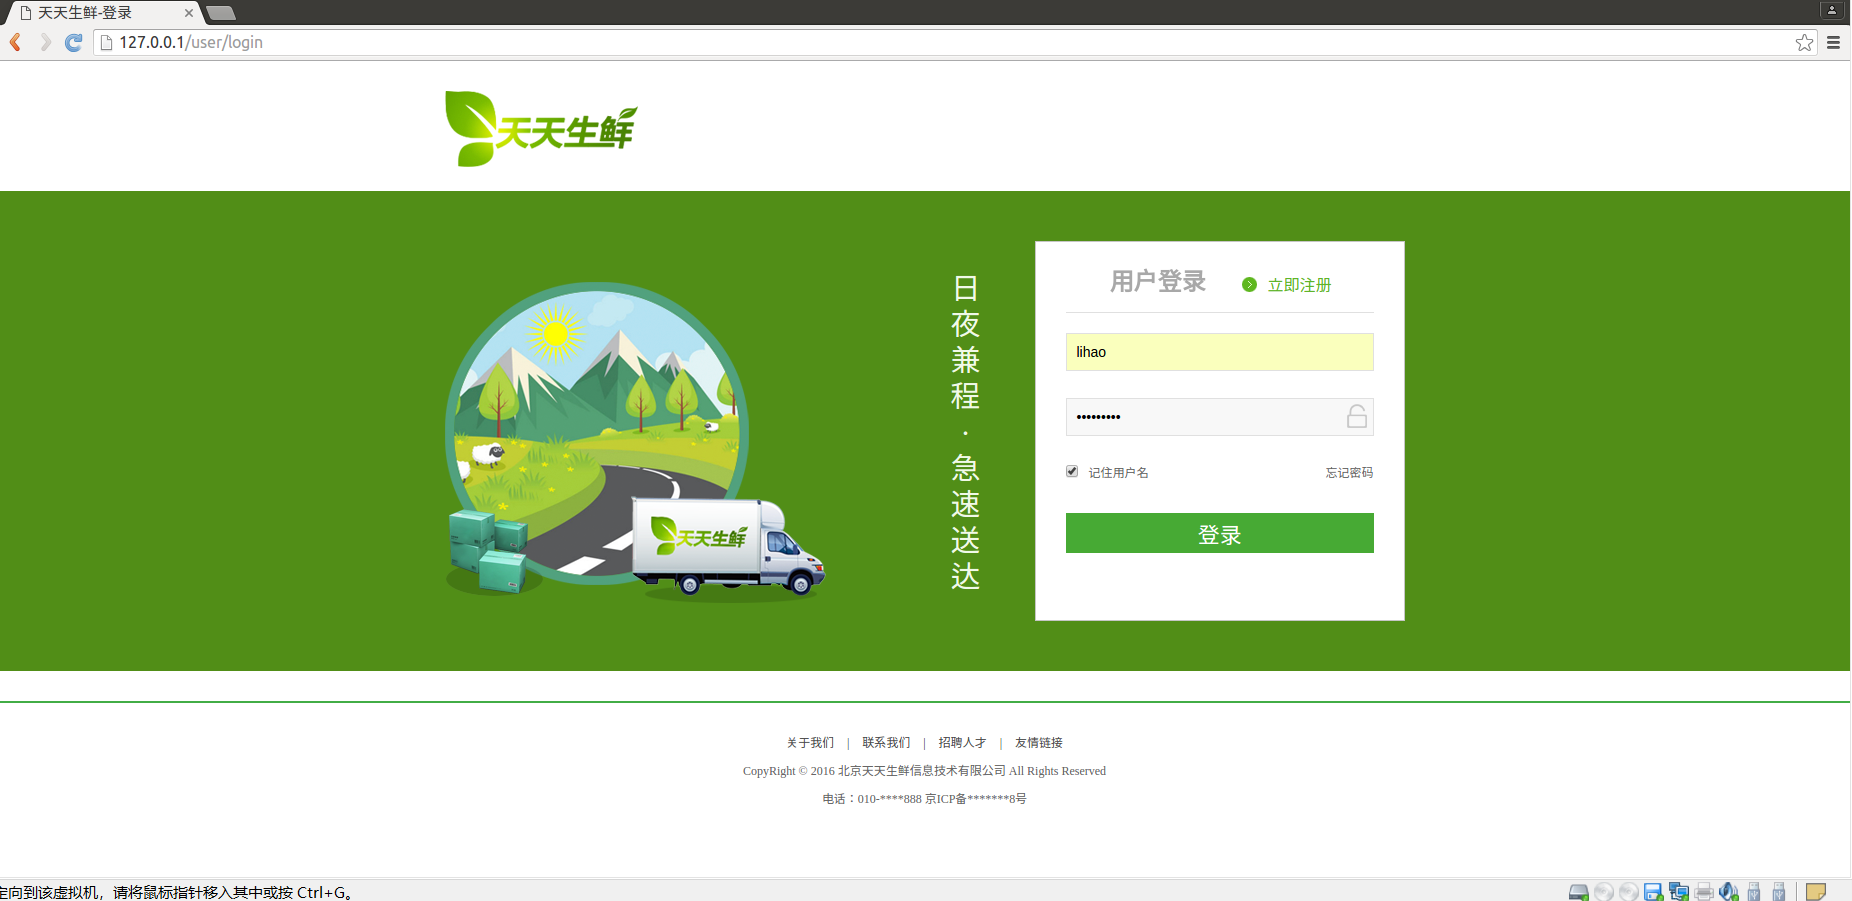 天天生鲜-登录
127.0.0.1/user/login
天天生鲜
日夜兼程·急速送达
用户登录 立即注册
lihao
•••••••••
记住用户名 忘记密码
登录
天天生鲜
关于我们 | 联系我们 | 招聘人才 | 友情链接
CopyRight © 2016 北京天天生鲜信息技术有限公司 All Rights Reserved
电话：010-****888 京ICP备*******8号
定向到该虚拟机，请将鼠标指针移入其中或按 Ctrl+G。